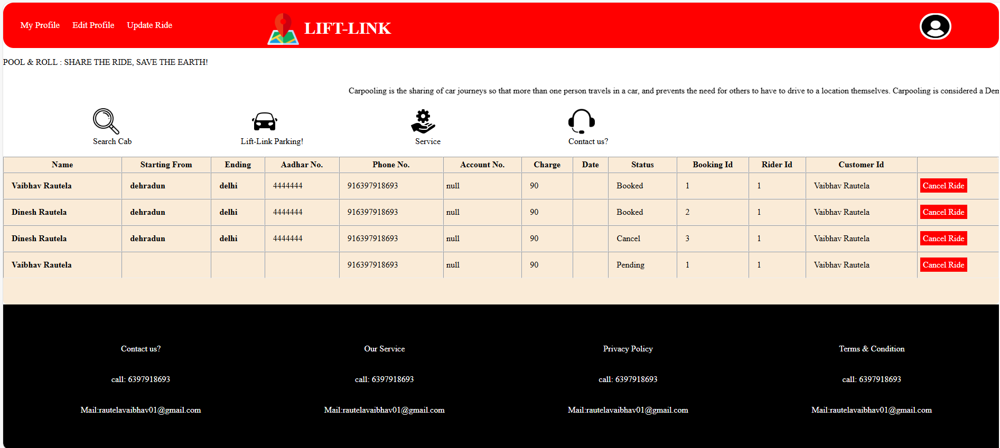 My Profile Edit Profile Update Ride LIFT-LINK
POOL & ROLL : SHARE THE RIDE, SAVE THE EARTH!
Carpooling is the sharing of car journeys so that more than one person travels in a car, and prevents the need for others to have to drive to a location themselves. Carpooling is considered a
Search Cab Lift-Link Parking! Service Contact us?
Name Starting From Ending Aadhar No. Phone No. Account No. Charge Date Status Booking Id Rider Id Customer Id
Vaibhav Rautela dehradun delhi 4444444 916397918693 null 90 Booked 1 1 Vaibhav Rautela Cancel Ride
Dinesh Rautela dehradun delhi 4444444 916397918693 null 90 Booked 2 1 Vaibhav Rautela Cancel Ride
Dinesh Rautela dehradun delhi 4444444 916397918693 null 90 Cancel 3 1 Vaibhav Rautela Cancel Ride
Vaibhav Rautela 916397918693 null 90 Pending 1 1 Vaibhav Rautela Cancel Ride
Contact us? Our Service Privacy Policy Terms & Condition
call: 6397918693 call: 6397918693 call: 6397918693 call: 6397918693
Mail:rautelavaibhav01@gmail.com Mail:rautelavaibhav01@gmail.com Mail:rautelavaibhav01@gmail.com Mail:rautelavaibhav01@gmail.com